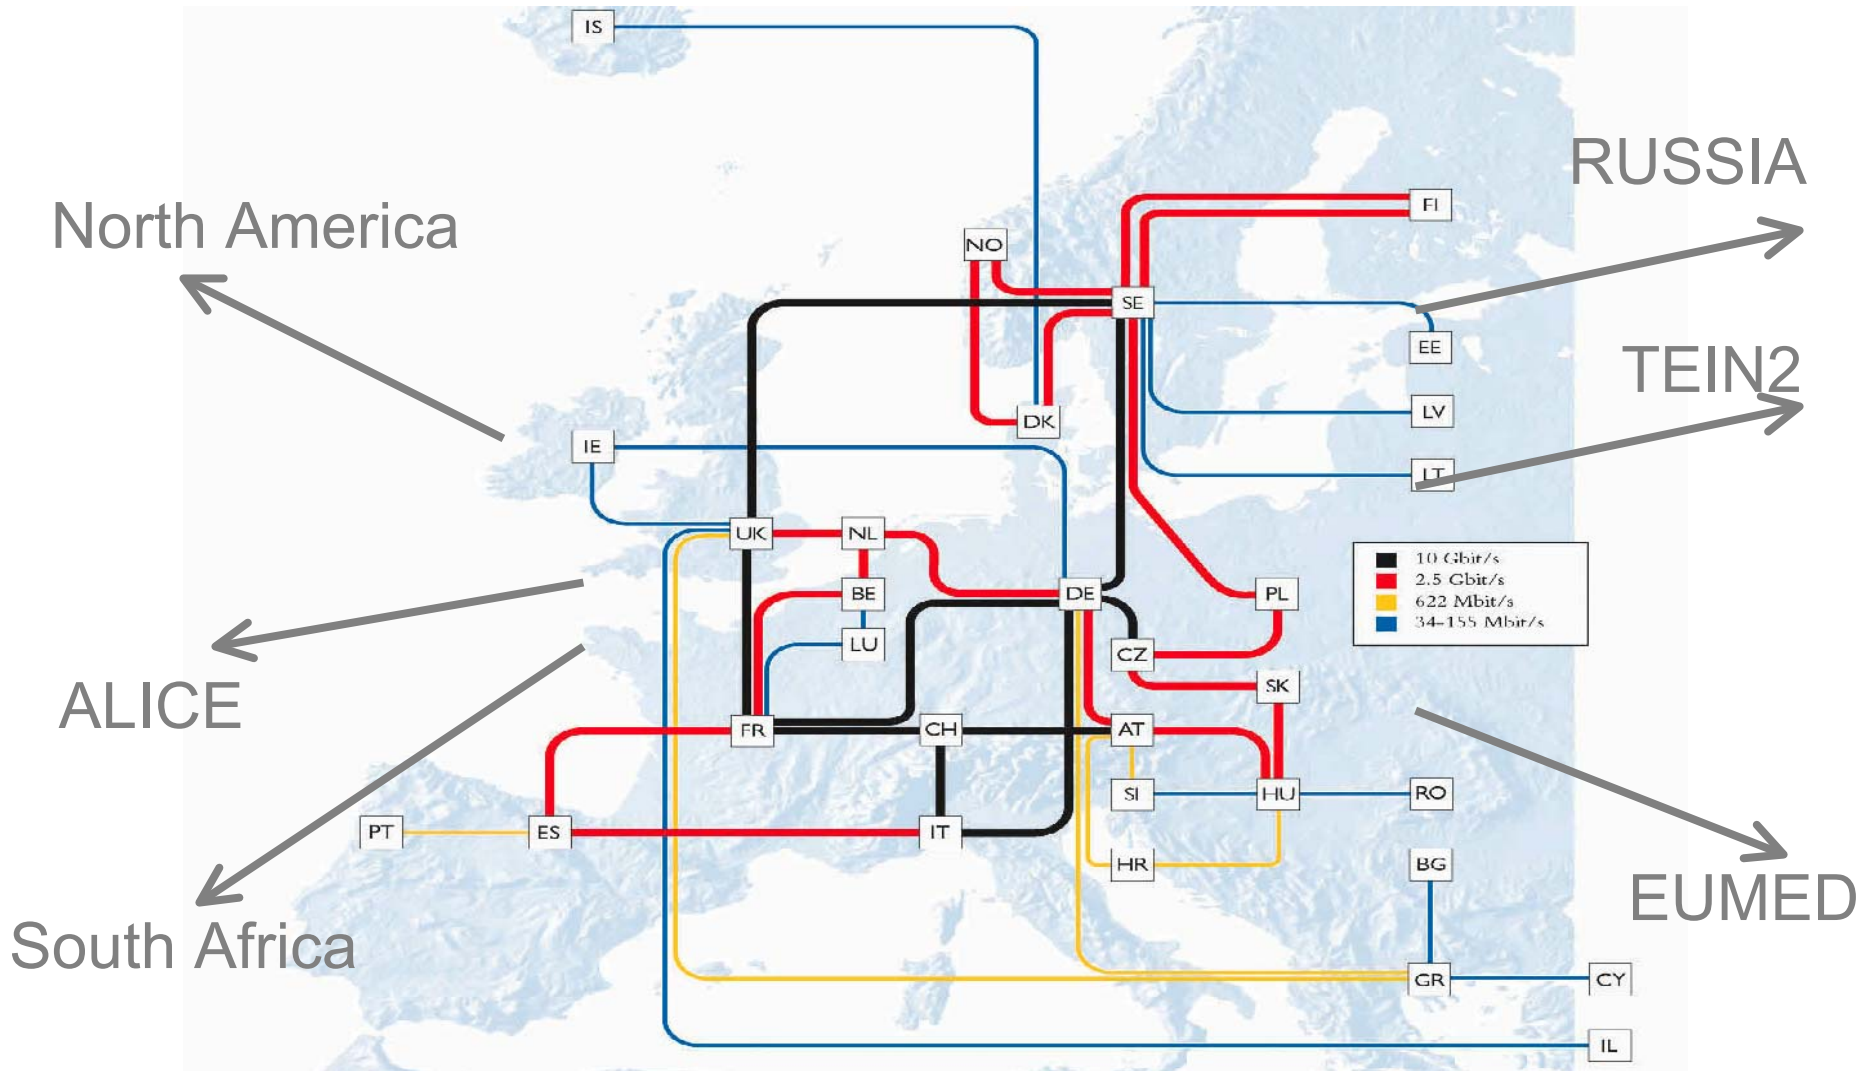 IS
RUSSIA
North America
FI
NO
SE
EE
TEIN2
LV
DK
IE
LT
UK
NL
10 Gbit/s
2.5 Gbit/s
622 Mbit/s
34–155 Mbit/s
BE
DE
PL
LU
CZ
SK
ALICE
FR
CH
AT
SI
HU
RO
PT
ES
IT
HR
BG
EUMED
South Africa
GR
CY
IL